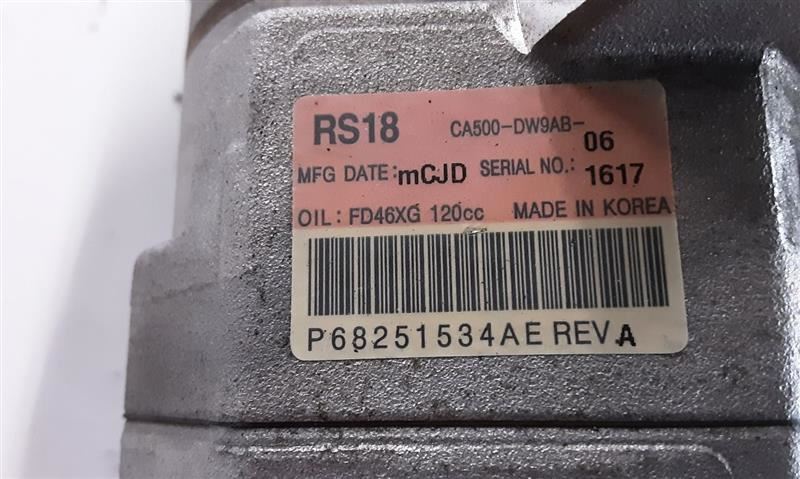 RS18 CA500-DW9AB-06
MFG DATE: mCJD SERIAL NO.: 1617
OIL: FD46XG 120cc MADE IN KOREA
P68251534AE REV A